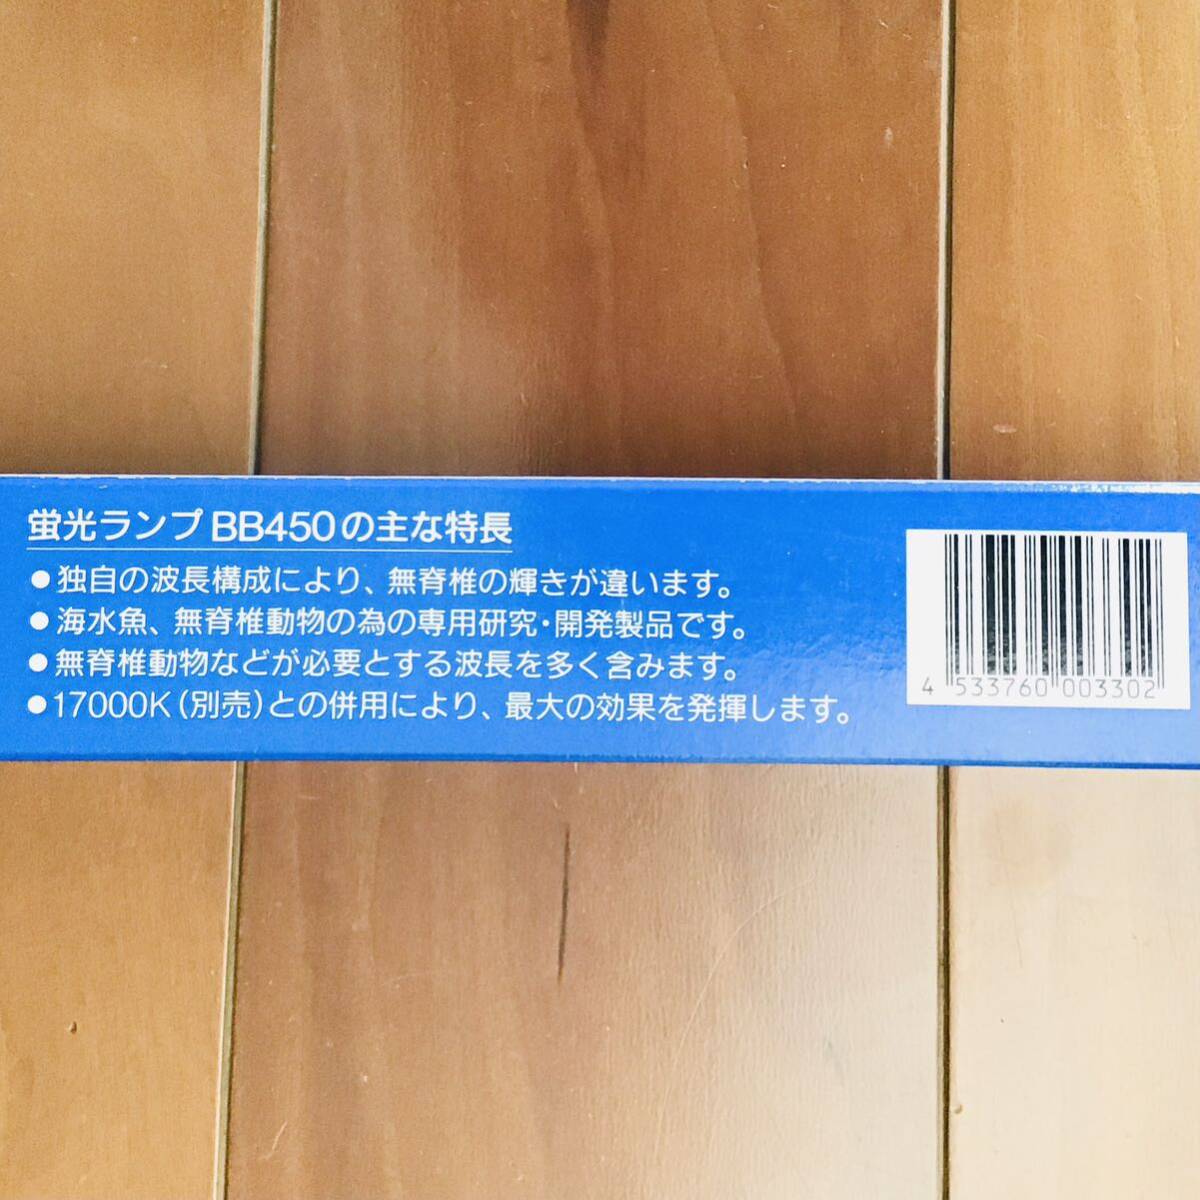 蛍光ランプBB450の主な特長
●独自の波長構成により、無脊椎の輝きが違います。
●海水魚、無脊椎動物の為の専用研究・開発製品です。
●無脊椎動物などが必要とする波長を多く含みます。
●17000K(別売)との併用により、最大の効果を発揮します。
4 533760 003302